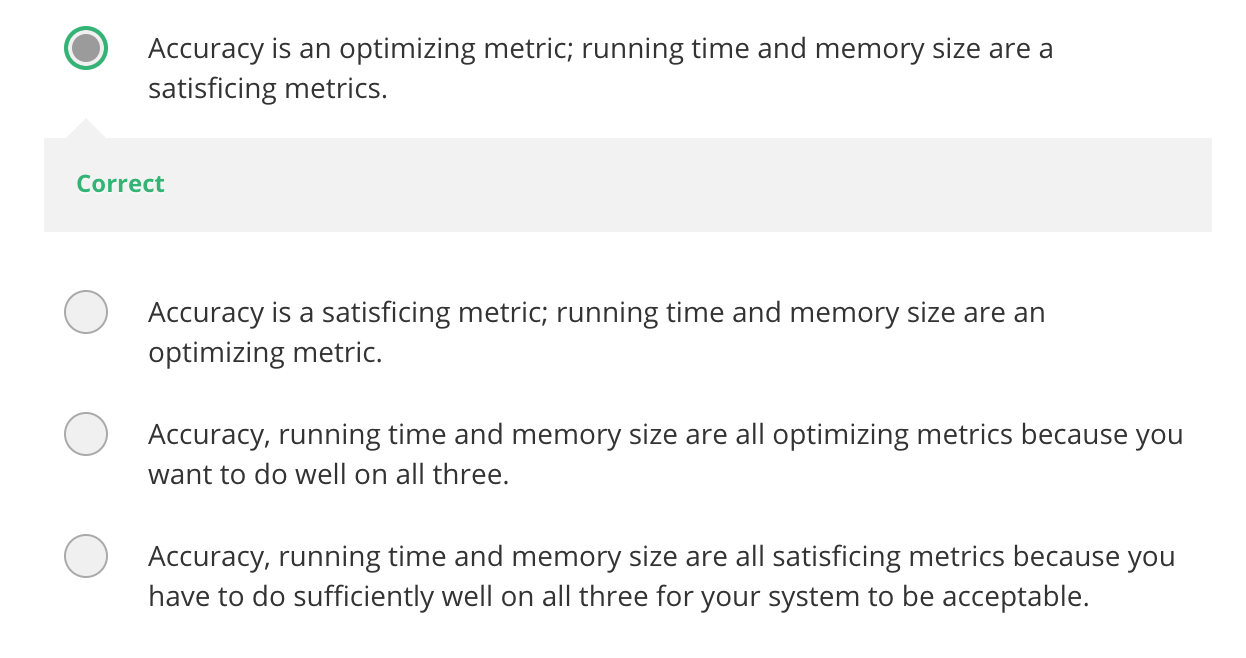 Accuracy is an optimizing metric; running time and memory size are a
satisficing metrics.
Correct
Accuracy is a satisficing metric; running time and memory size are an
optimizing metric.
Accuracy, running time and memory size are all optimizing metrics because you
want to do well on all three.
Accuracy, running time and memory size are all satisficing metrics because you
have to do sufficiently well on all three for your system to be acceptable.